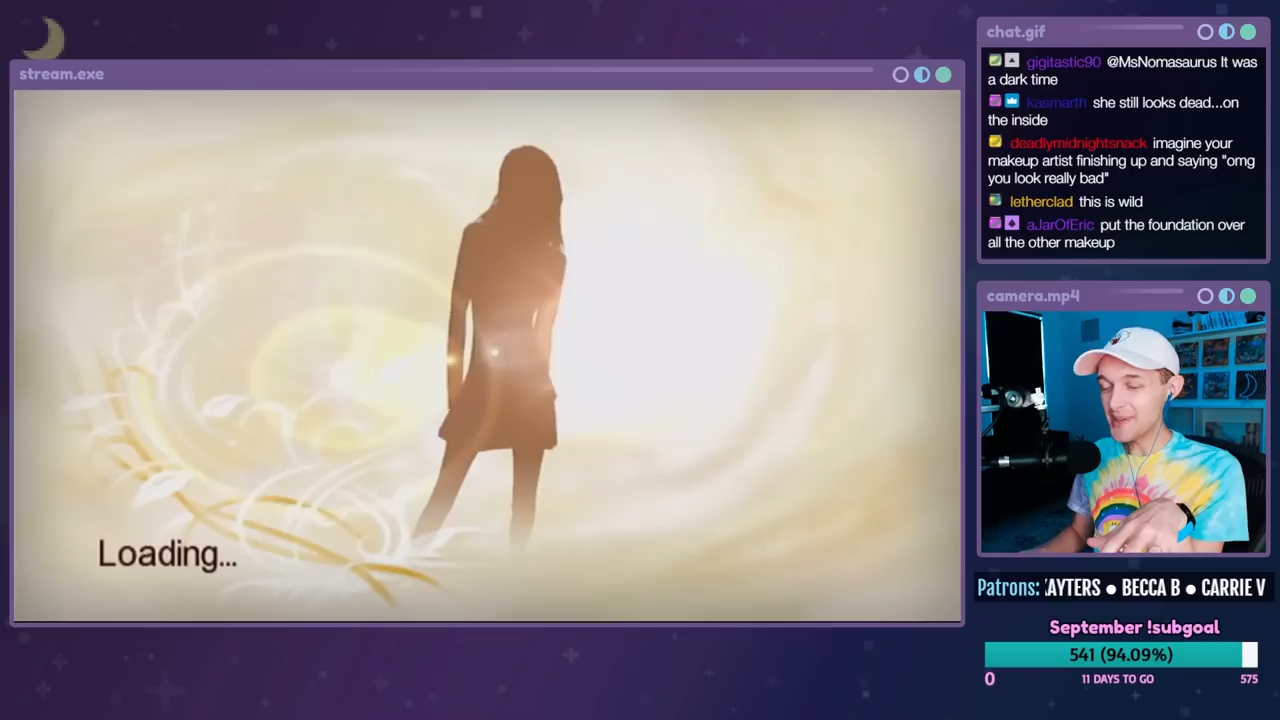 stream.exe
Loading...
chat.gif
gigitastic90 @MsNomasaurus It was
a dark time
kasmarth she still looks dead...on
the inside
deadlymidnightsnack imagine your
makeup artist finishing up and saying "omg
you look really bad"
letherclad this is wild
aJarOfEric put the foundation over
all the other makeup
camera.mp4
Patrons: KAYTERS ● BECCA B ● CARRIE V
September !subgoal
541 (94.09%)
0 11 DAYS TO GO 575